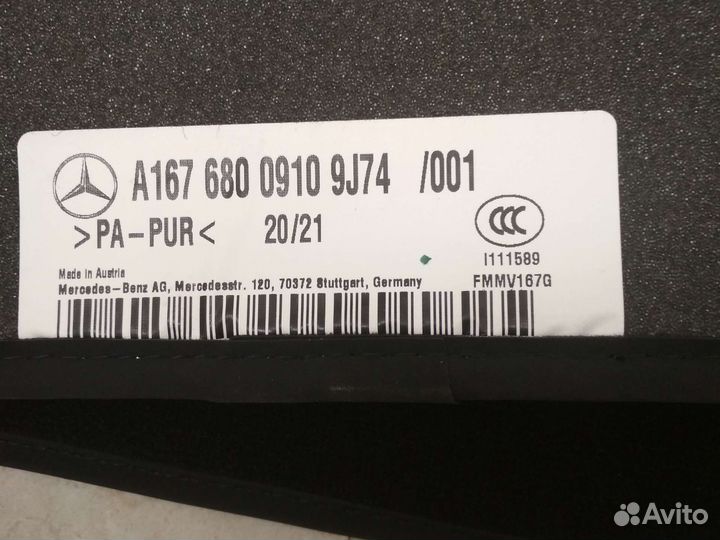 A167 680 0910 9J74 /001
>PA-PUR< 20/21
CCC
I111589
FMMV167G
Made in Austria
Mercedes-Benz AG, Mercedesstr. 120, 70372 Stuttgart, Germany
Avito